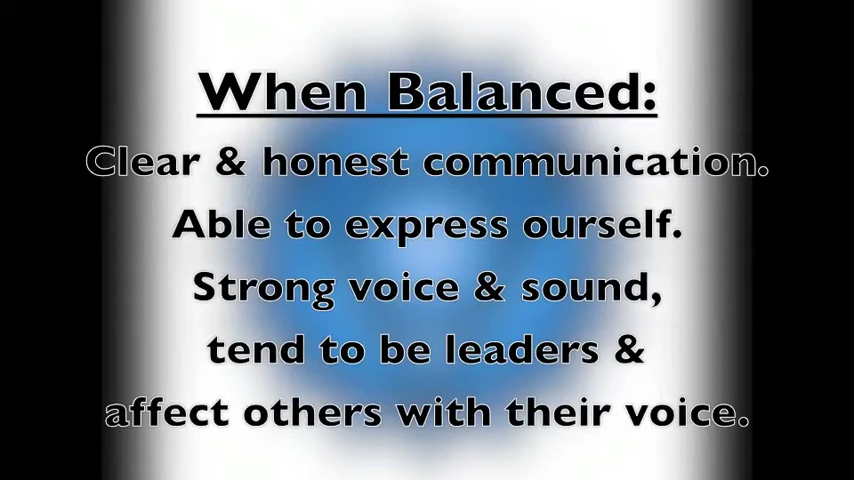 When Balanced:
Clear & honest communication.
Able to express ourself.
Strong voice & sound,
tend to be leaders &
affect others with their voice.